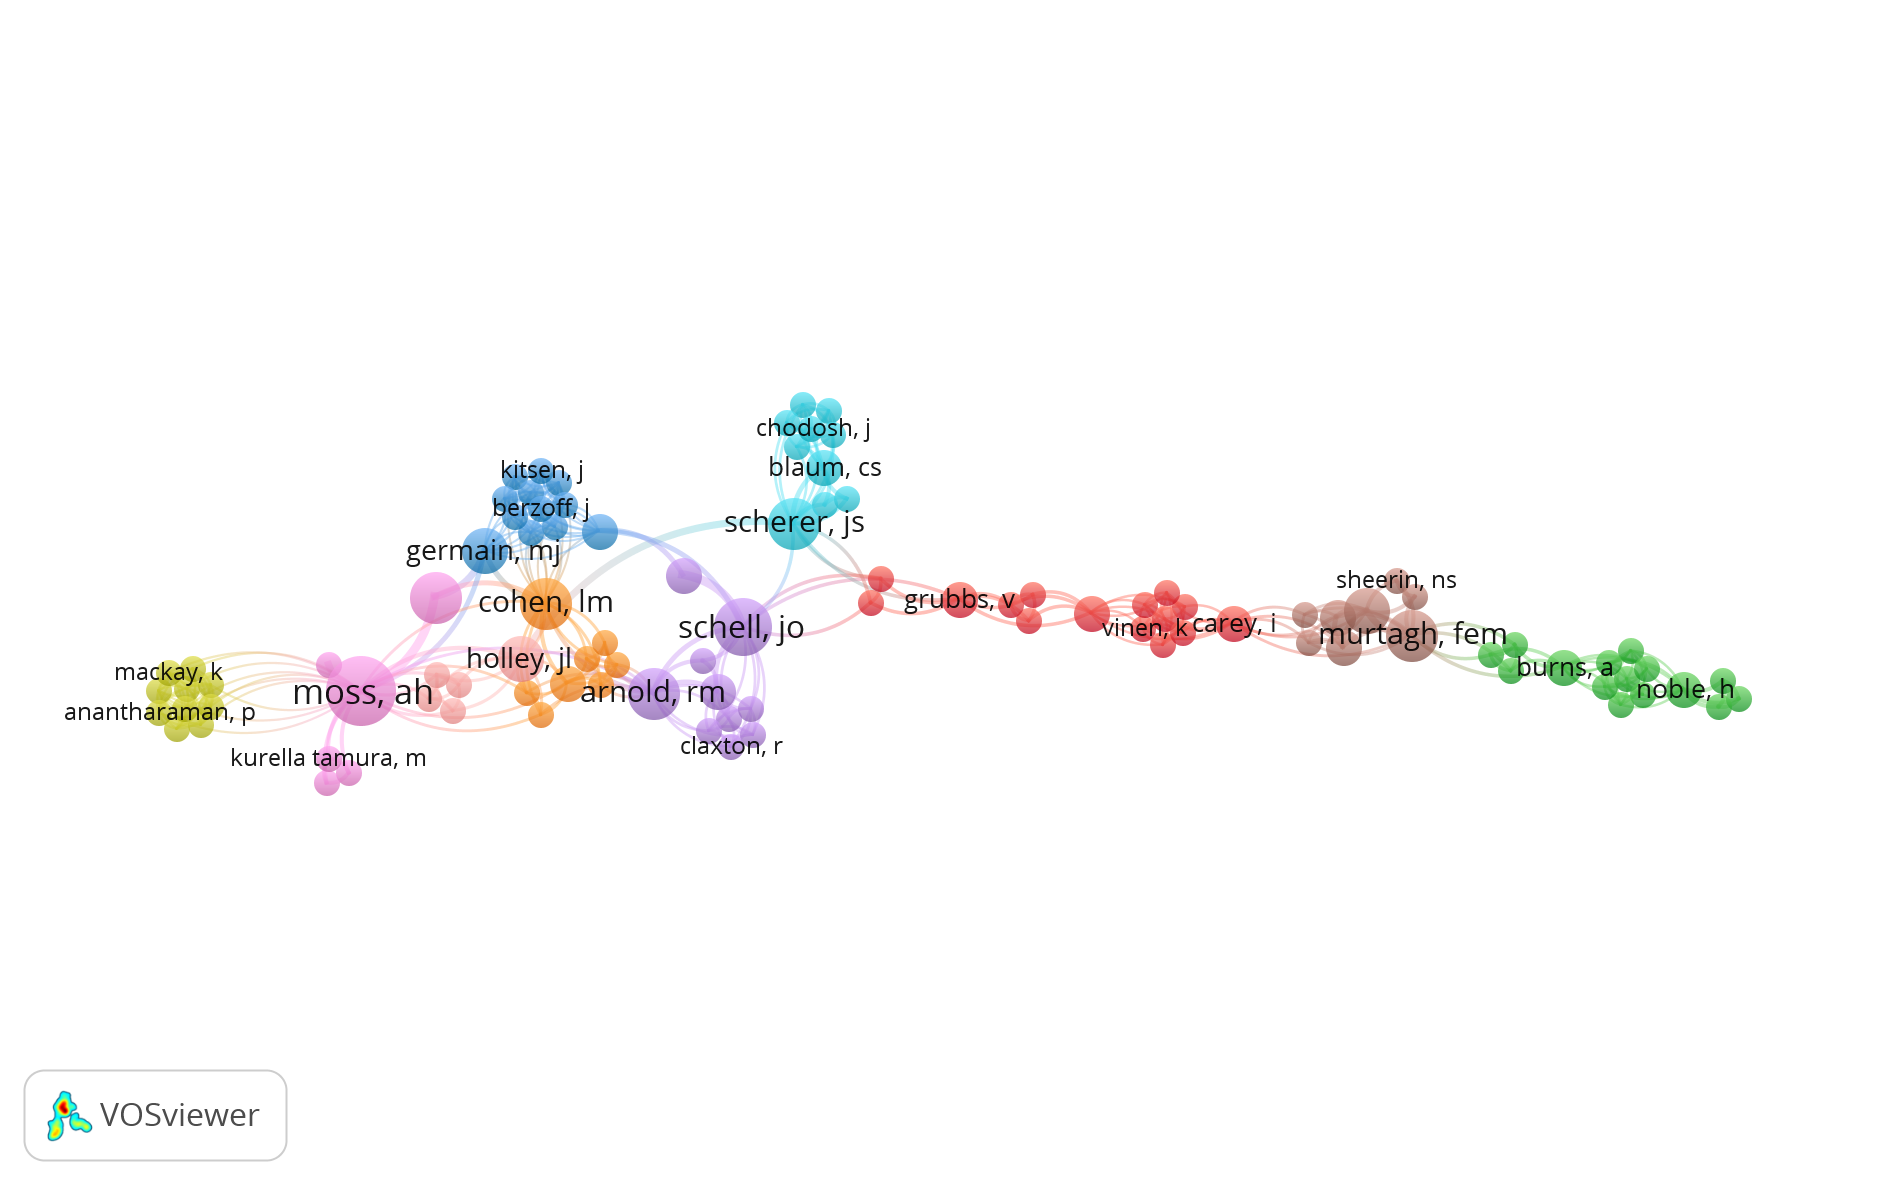 chodosh, j
blaum, cs
kitsen, j
berzoff, j
scherer, js
germain, mj
sheerin, ns
cohen, lm
grubbs, v
schell, jo
vinen, k
carey, i
murtagh, fem
holley, jl
burns, a
mackay, k
moss, ah
arnold, rm
noble, h
anantharaman, p
claxton, r
kurella tamura, m
VOSviewer